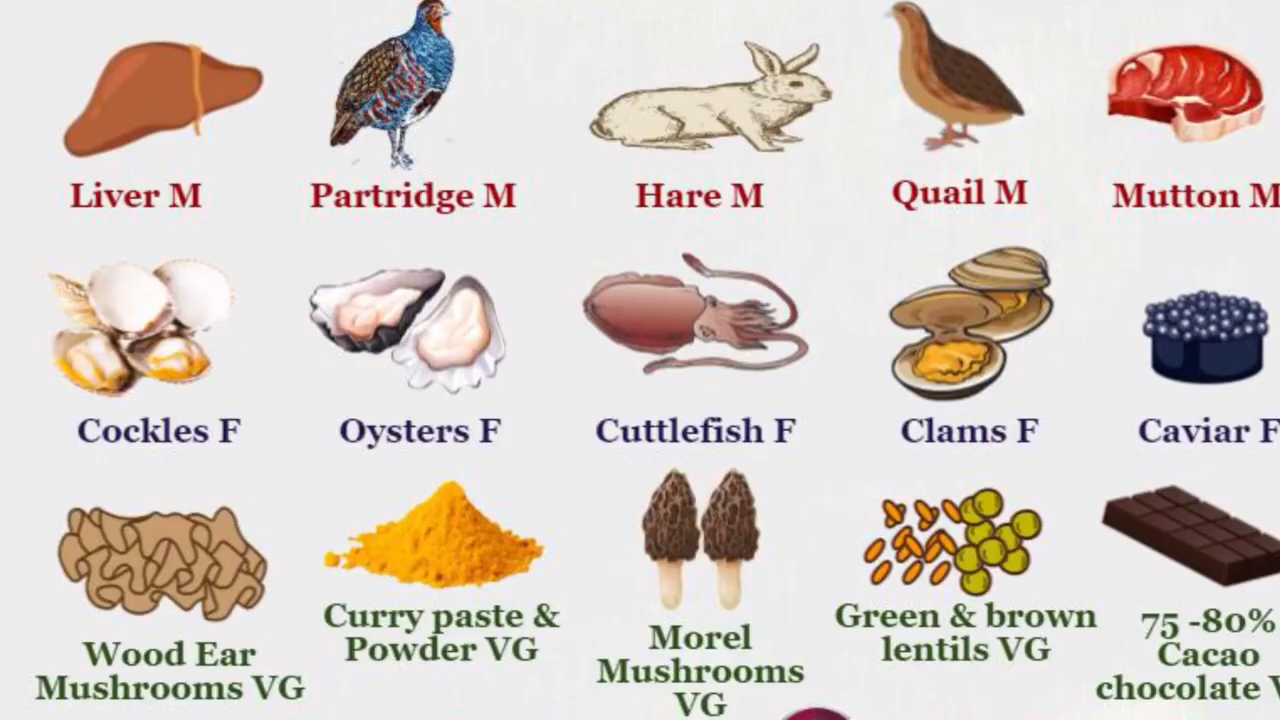 Liver M
Partridge M
Hare M
Quail M
Mutton M
Cockles F
Oysters F
Cuttlefish F
Clams F
Caviar F
Wood Ear
Mushrooms VG
Curry paste &
Powder VG
Morel
Mushrooms
VG
Green & brown
lentils VG
75 -80%
Cacao
chocolate V